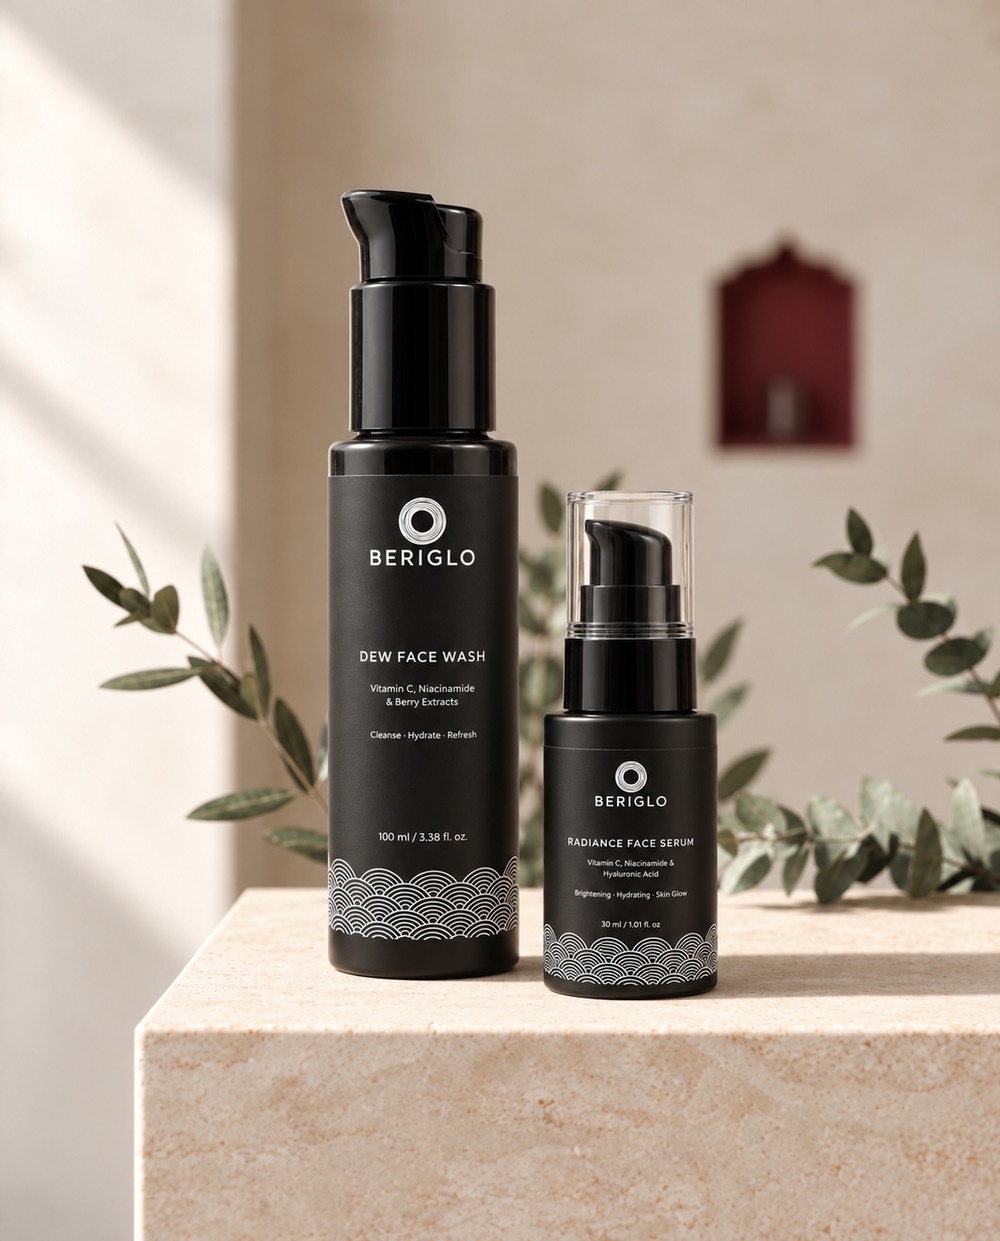 BERIGLO
DEW FACE WASH
Vitamin C, Niacinamide
& Berry Extracts
Cleanse · Hydrate · Refresh
100 ml / 3.38 fl. oz.
BERIGLO
RADIANCE FACE SERUM
Vitamin C, Niacinamide &
Hyaluronic Acid
Brightening · Hydrating · Skin Glow
30 ml / 1.01 fl. oz